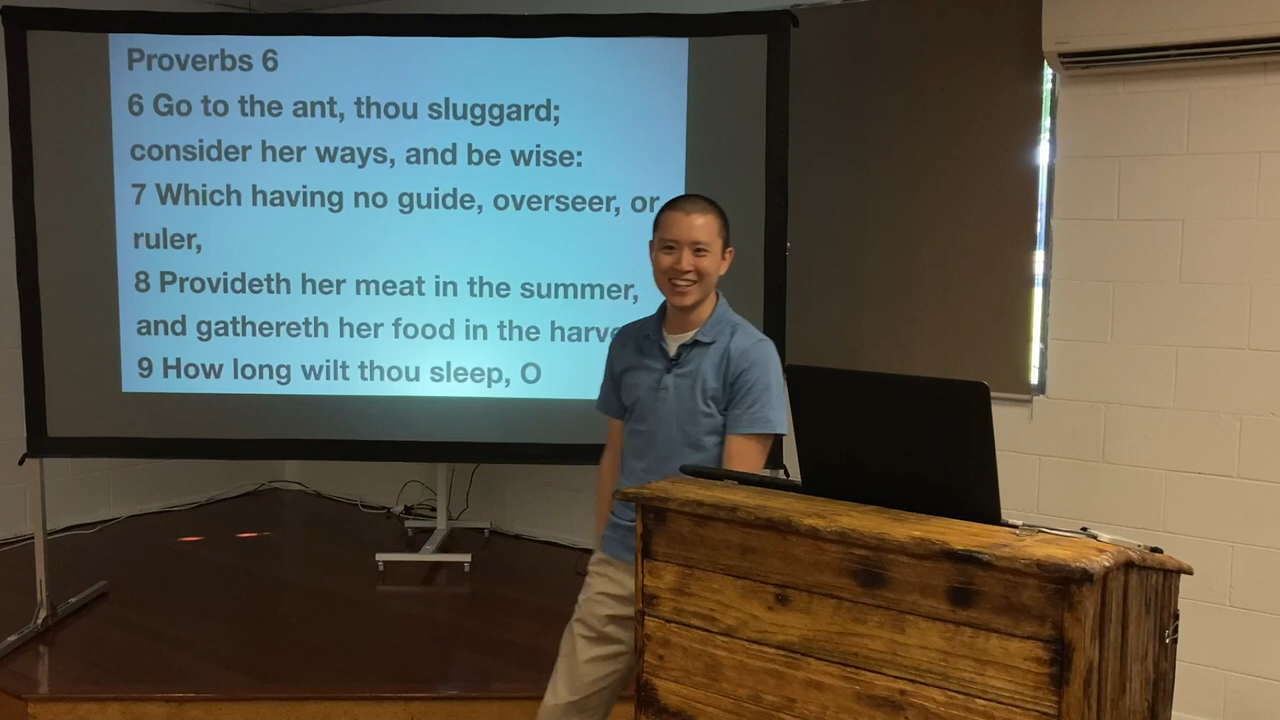 Proverbs 6
6 Go to the ant, thou sluggard;
consider her ways, and be wise:
7 Which having no guide, overseer, or
ruler,
8 Provideth her meat in the summer,
and gathereth her food in the harve
9 How long wilt thou sleep, O